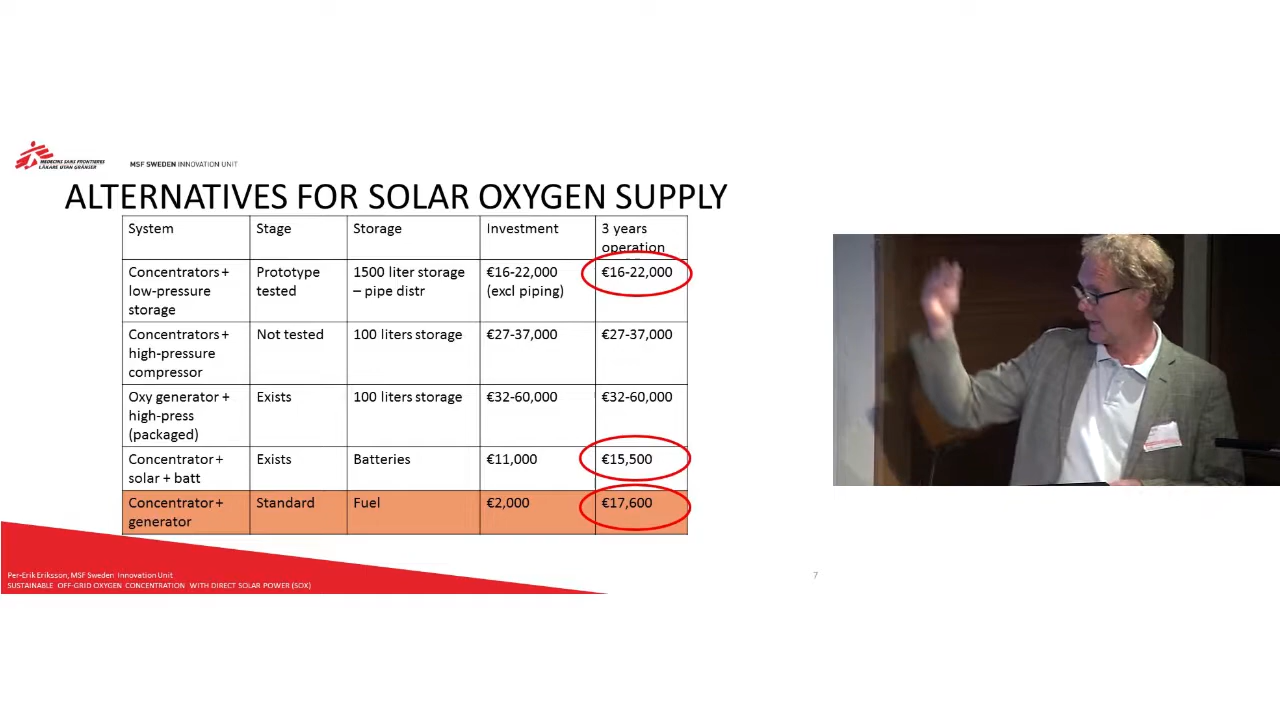 MEDECINS SANS FRONTIERES
LÄKARE UTAN GRÄNSER
MSF SWEDEN INNOVATION UNIT
ALTERNATIVES FOR SOLAR OXYGEN SUPPLY
System Stage Storage Investment 3 years
operation
Concentrators + Prototype 1500 liter storage €16-22,000 €16-22,000
low-pressure tested – pipe distr (excl piping)
storage
Concentrators + Not tested 100 liters storage €27-37,000 €27-37,000
high-pressure
compressor
Oxy generator + Exists 100 liters storage €32-60,000 €32-60,000
high-press
(packaged)
Concentrator + Exists Batteries €11,000 €15,500
solar + batt
Concentrator + Standard Fuel €2,000 €17,600
generator
Per-Erik Eriksson, MSF Sweden Innovation Unit
SUSTAINABLE OFF-GRID OXYGEN CONCENTRATION WITH DIRECT SOLAR POWER (SOX)
7